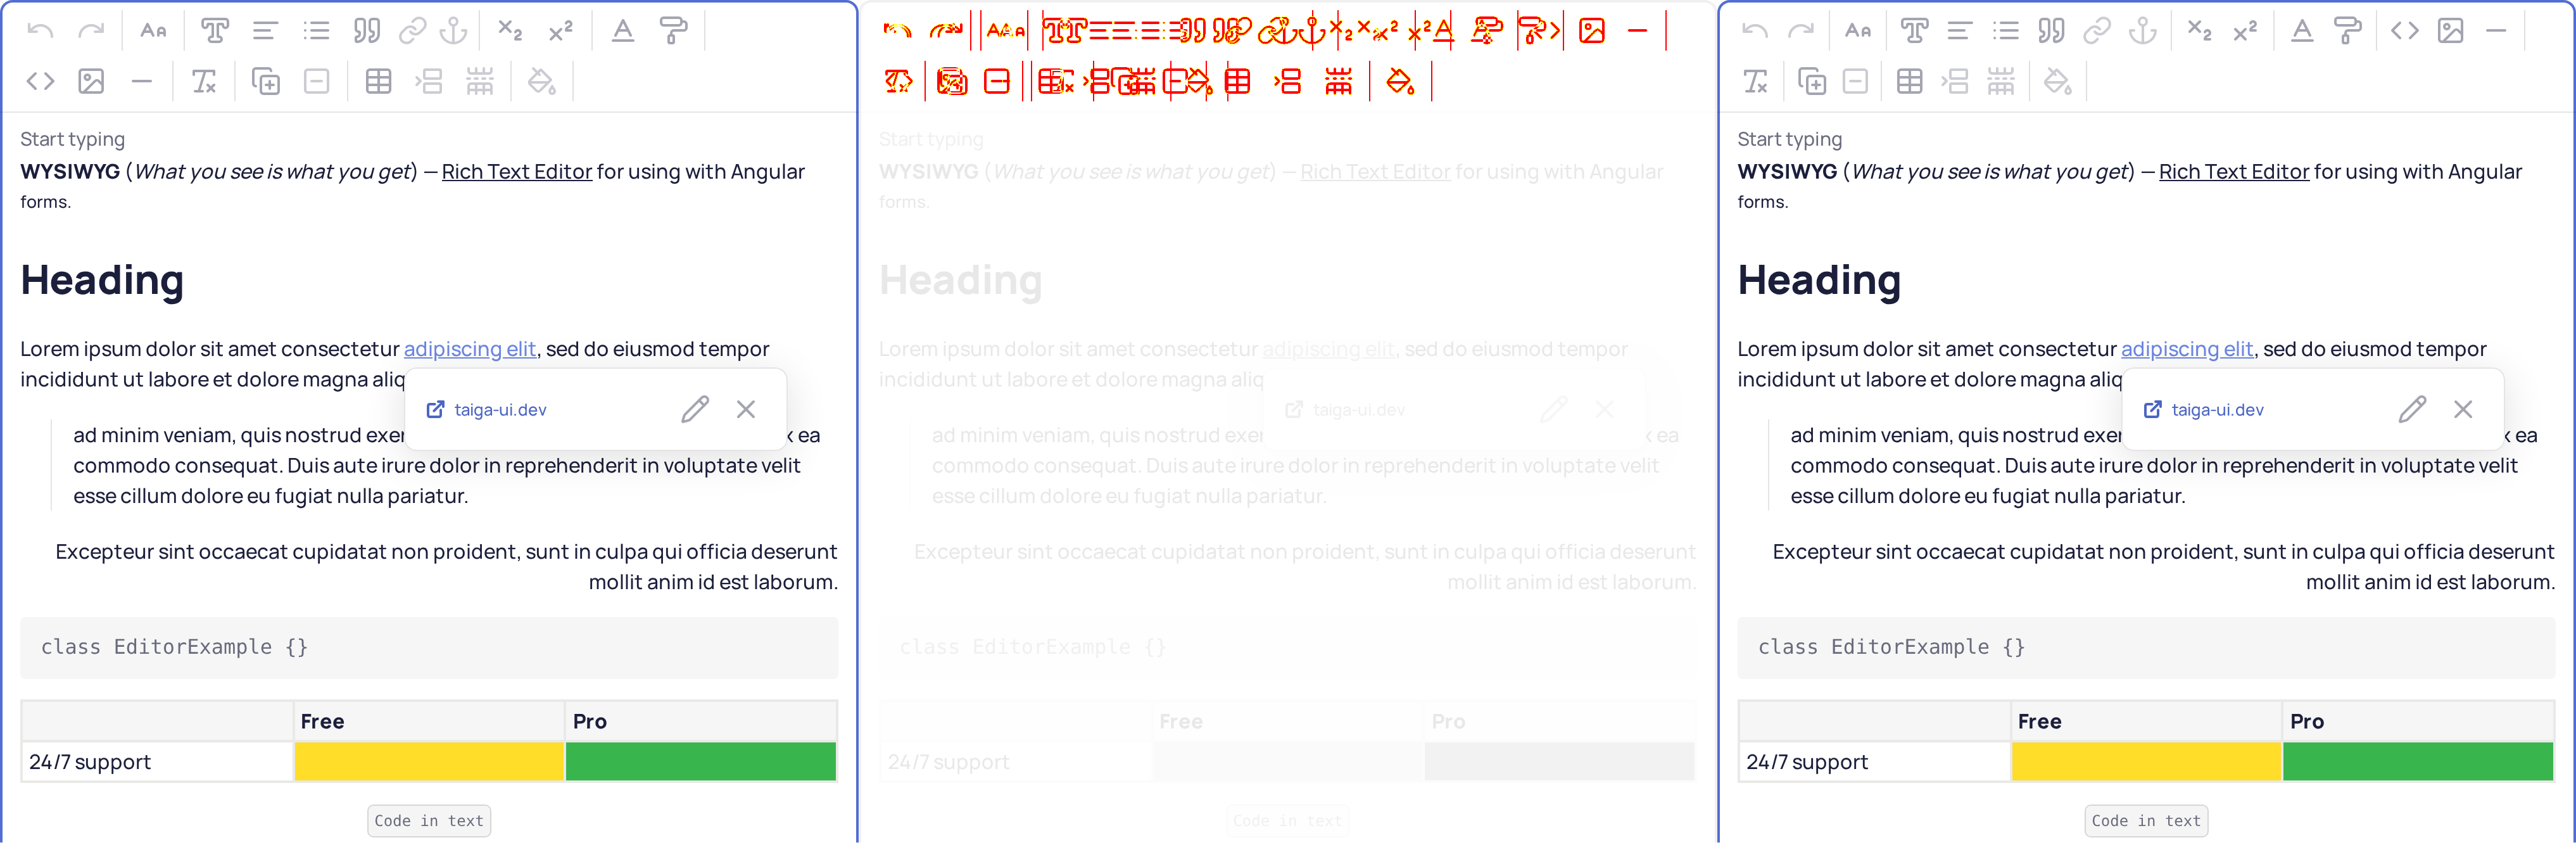 Start typing
WYSIWYG (What you see is what you get) — Rich Text Editor for using with Angular
forms.
Heading
Lorem ipsum dolor sit amet consectetur adipiscing elit, sed do eiusmod tempor
incididunt ut labore et dolore magna aliq
taiga-ui.dev
ad minim veniam, quis nostrud exer x ea
commodo consequat. Duis aute irure dolor in reprehenderit in voluptate velit
esse cillum dolore eu fugiat nulla pariatur.
Excepteur sint occaecat cupidatat non proident, sunt in culpa qui officia deserunt
mollit anim id est laborum.
class EditorExample {}
Free Pro
24/7 support
Code in text
Start typing
WYSIWYG (What you see is what you get) — Rich Text Editor for using with Angular
forms.
Heading
Lorem ipsum dolor sit amet consectetur adipiscing elit, sed do eiusmod tempor
incididunt ut labore et dolore magna aliq
taiga-ui.dev
ad minim veniam, quis nostrud exer x ea
commodo consequat. Duis aute irure dolor in reprehenderit in voluptate velit
esse cillum dolore eu fugiat nulla pariatur.
Excepteur sint occaecat cupidatat non proident, sunt in culpa qui officia deserunt
mollit anim id est laborum.
class EditorExample {}
Free Pro
24/7 support
Code in text
Start typing
WYSIWYG (What you see is what you get) — Rich Text Editor for using with Angular
forms.
Heading
Lorem ipsum dolor sit amet consectetur adipiscing elit, sed do eiusmod tempor
incididunt ut labore et dolore magna aliq
taiga-ui.dev
ad minim veniam, quis nostrud exer x ea
commodo consequat. Duis aute irure dolor in reprehenderit in voluptate velit
esse cillum dolore eu fugiat nulla pariatur.
Excepteur sint occaecat cupidatat non proident, sunt in culpa qui officia deserunt
mollit anim id est laborum.
class EditorExample {}
Free Pro
24/7 support
Code in text